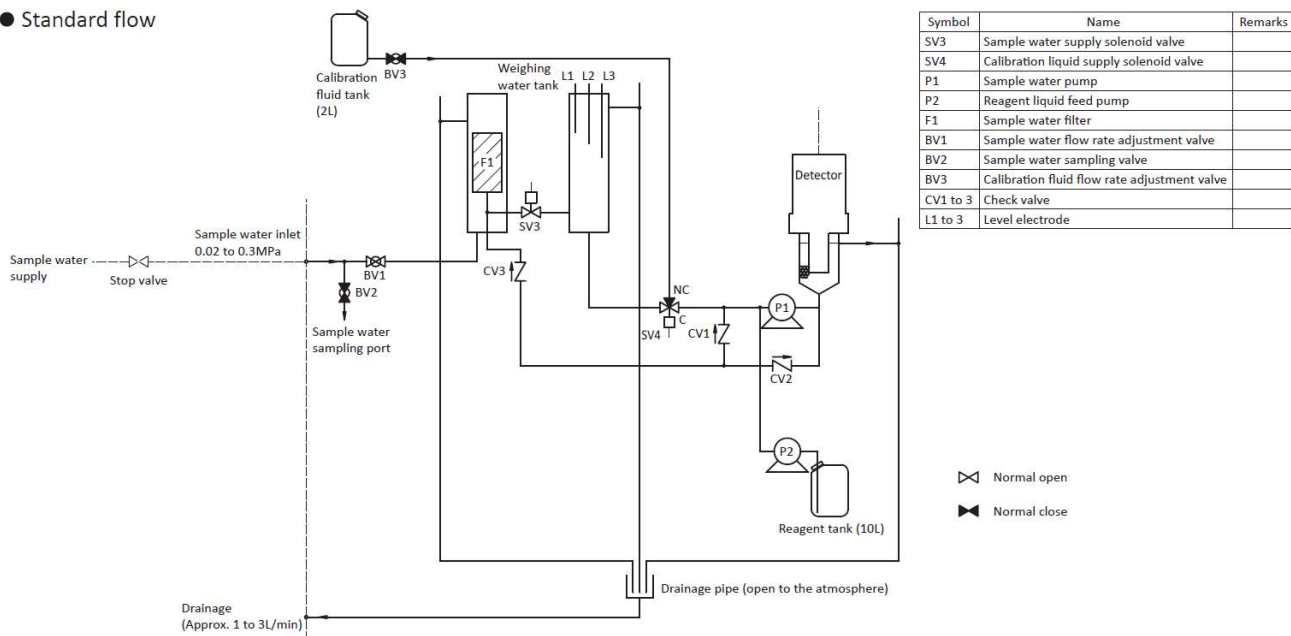 ● Standard flow
Calibration
fluid tank
(2L)
BV3
Weighing
water tank
L1 L2 L3
F1
SV3
Detector
Sample water inlet
0.02 to 0.3MPa
Sample water
supply
Stop valve
BV1
BV2
Sample water
sampling port
CV3
NC
C
SV4
CV1
P1
CV2
P2
Reagent tank (10L)
Drainage pipe (open to the atmosphere)
Drainage
(Approx. 1 to 3L/min)
Symbol Name Remarks
SV3 Sample water supply solenoid valve
SV4 Calibration liquid supply solenoid valve
P1 Sample water pump
P2 Reagent liquid feed pump
F1 Sample water filter
BV1 Sample water flow rate adjustment valve
BV2 Sample water sampling valve
BV3 Calibration fluid flow rate adjustment valve
CV1 to 3 Check valve
L1 to 3 Level electrode
Normal open
Normal close